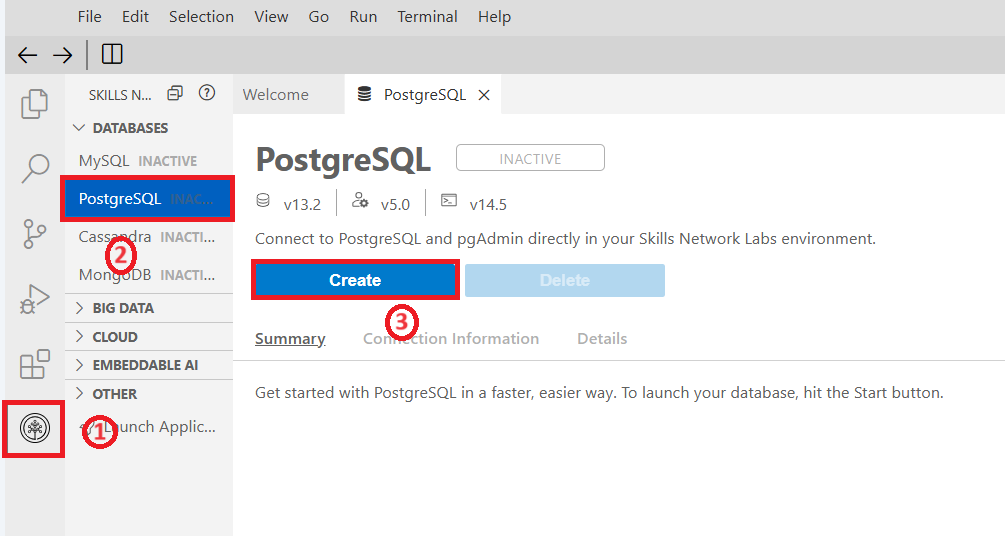 File Edit Selection View Go Run Terminal Help
SKILLS N...
Welcome PostgreSQL
DATABASES
MySQL INACTIVE
PostgreSQL INAC...
Cassandra INACTI...
2
MongoDB INACTI...
BIG DATA
CLOUD
EMBEDDABLE AI
OTHER
1
Launch Applic...
PostgreSQL INACTIVE
v13.2 v5.0 v14.5
Connect to PostgreSQL and pgAdmin directly in your Skills Network Labs environment.
Create Delete
3
Summary Connection Information Details
Get started with PostgreSQL in a faster, easier way. To launch your database, hit the Start button.